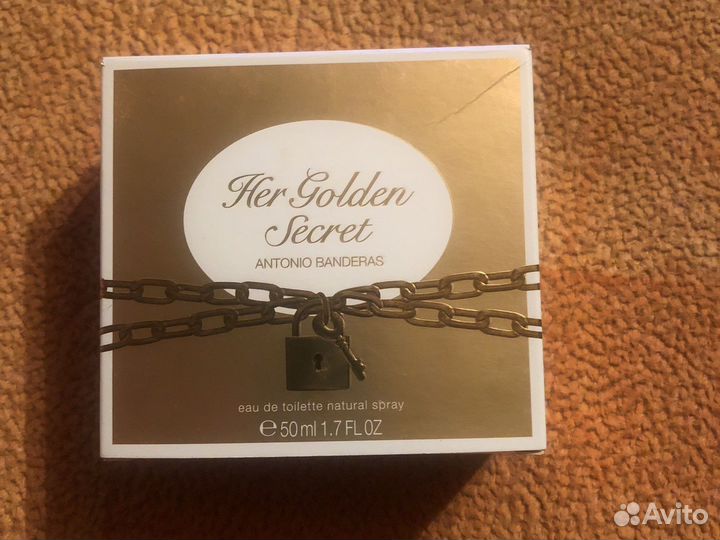 Her Golden
Secret
ANTONIO BANDERAS
eau de toilette natural spray
℮ 50 ml 1.7 FL OZ
Avito